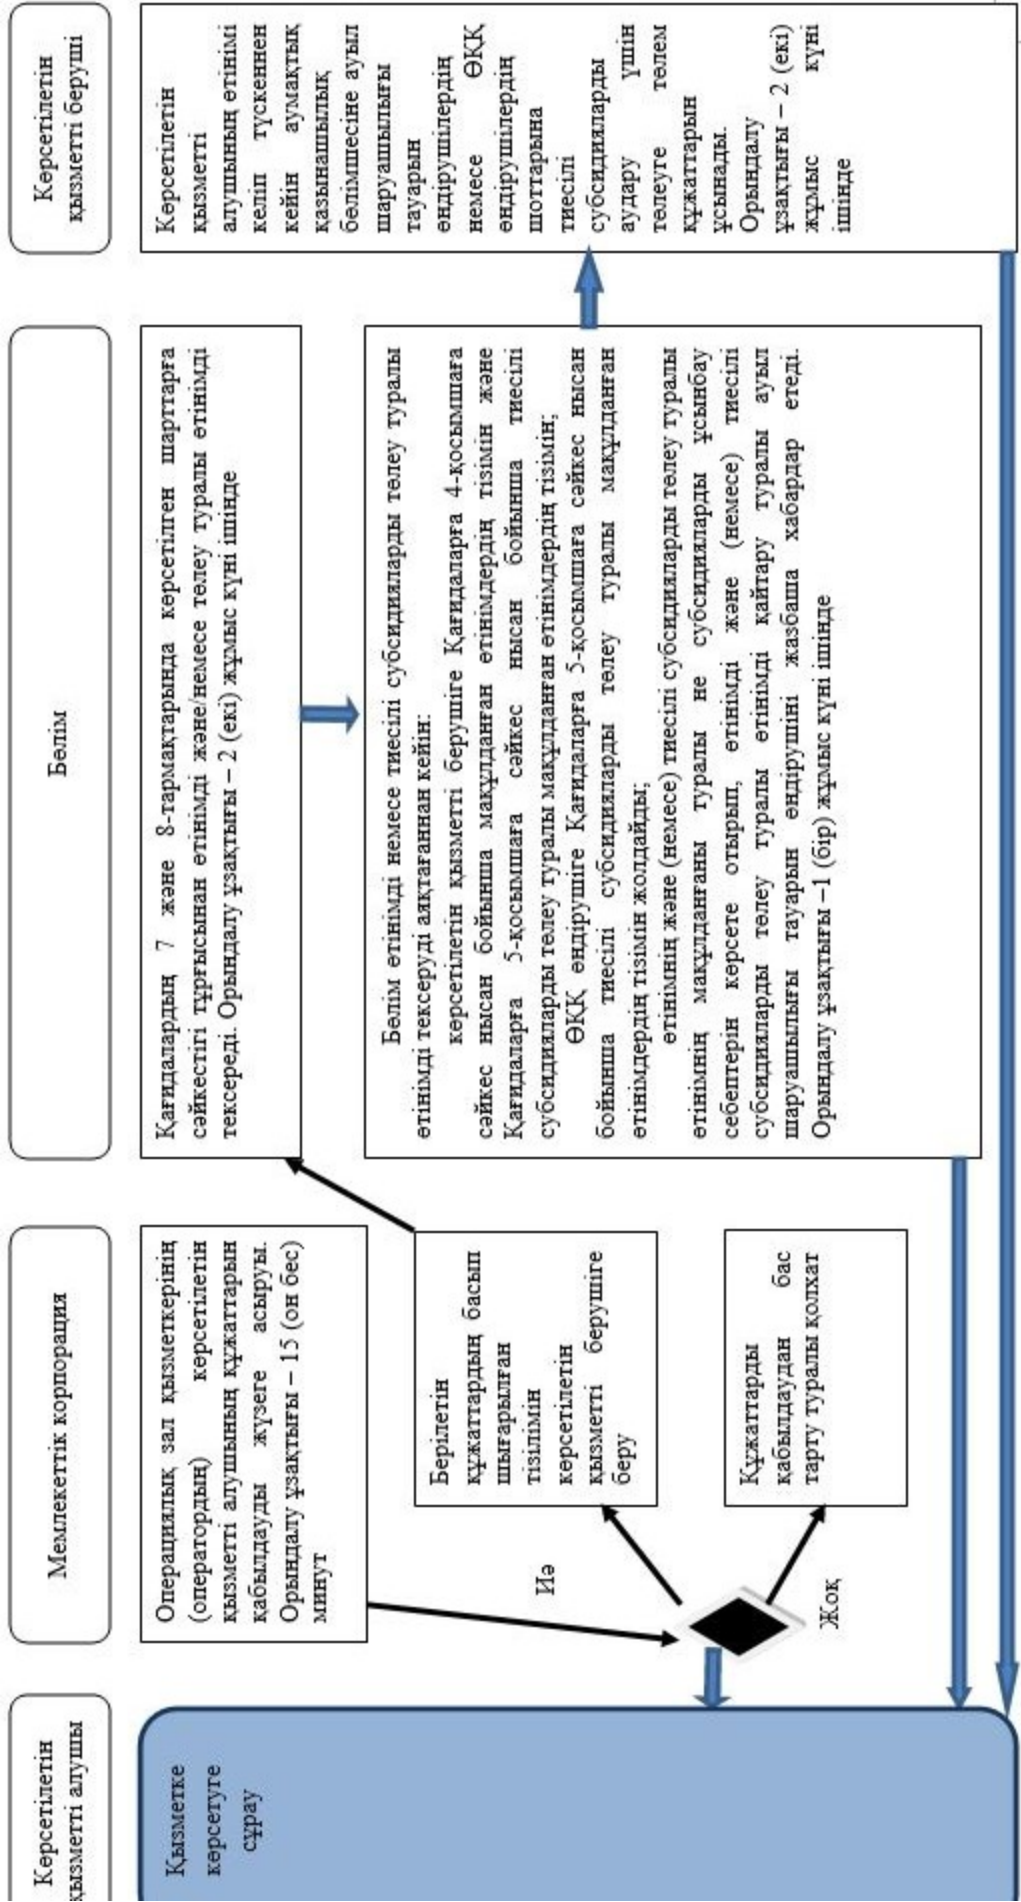 Көрсетілетін
қызметті алушы
Мемлекеттік корпорация
Бөлім
Көрсетілетін
қызметті беруші
Қызметке
көрсетуге
сұрау
Операциялық зал қызметкерінің
(оператордың) көрсетілетін
қызметті алушының құжаттарын
қабылдауды жүзеге асыруы.
Орындалу ұзақтығы – 15 (он бес)
минут
Иә
Жоқ
Берілетін
құжаттардың басып
шығарылған
тізілімін
көрсетілетін
қызметті берушіге
беру
Құжаттарды
қабылдаудан бас
тарту туралы қолхат
Қағидалардың 7 және 8-тармақтарында көрсетілген шарттарға
сәйкестігі тұрғысынан өтінімді және/немесе төлеу туралы өтінімді
тексереді. Орындалу ұзақтығы – 2 (екі) жұмыс күні ішінде
Бөлім өтінімді немесе тиесілі субсидияларды төлеу туралы
өтінімді тексеруді аяқтағаннан кейін:
көрсетілетін қызметті берушіге Қағидаларға 4-қосымшаға
сәйкес нысан бойынша мақұлданған өтінімдердің тізімін және
Қағидаларға 5-қосымшаға сәйкес нысан бойынша тиесілі
субсидияларды төлеу туралы мақұлданған өтінімдердің тізімін;
ӨҚҚ өндірушіге Қағидаларға 5-қосымшаға сәйкес нысан
бойынша тиесілі субсидияларды төлеу туралы мақұлданған
өтінімдердің тізімін жолдайды;
өтінімнің және (немесе) тиесілі субсидияларды төлеу туралы
өтінімнің мақұлданғаны туралы не субсидияларды ұсынбау
себептерін көрсете отырып, өтінімді және (немесе) тиесілі
субсидияларды төлеу туралы өтінімді қайтару туралы ауыл
шаруашылығы тауарын өндірушіні жазбаша хабардар етеді.
Орындалу ұзақтығы –1 (бір) жұмыс күні ішінде
Көрсетілетін
қызметті
алушының өтінімі
келіп түскеннен
кейін аумақтық
қазынашылық
бөлімшесіне ауыл
шаруашылығы
тауарын
өндірушілердің
немесе ӨҚҚ
өндірушілердің
шоттарына
тиесілі
субсидияларды
аудару үшін
төлеуге төлем
құжаттарын
ұсынады.
Орындалу
ұзақтығы – 2 (екі)
жұмыс күні
ішінде